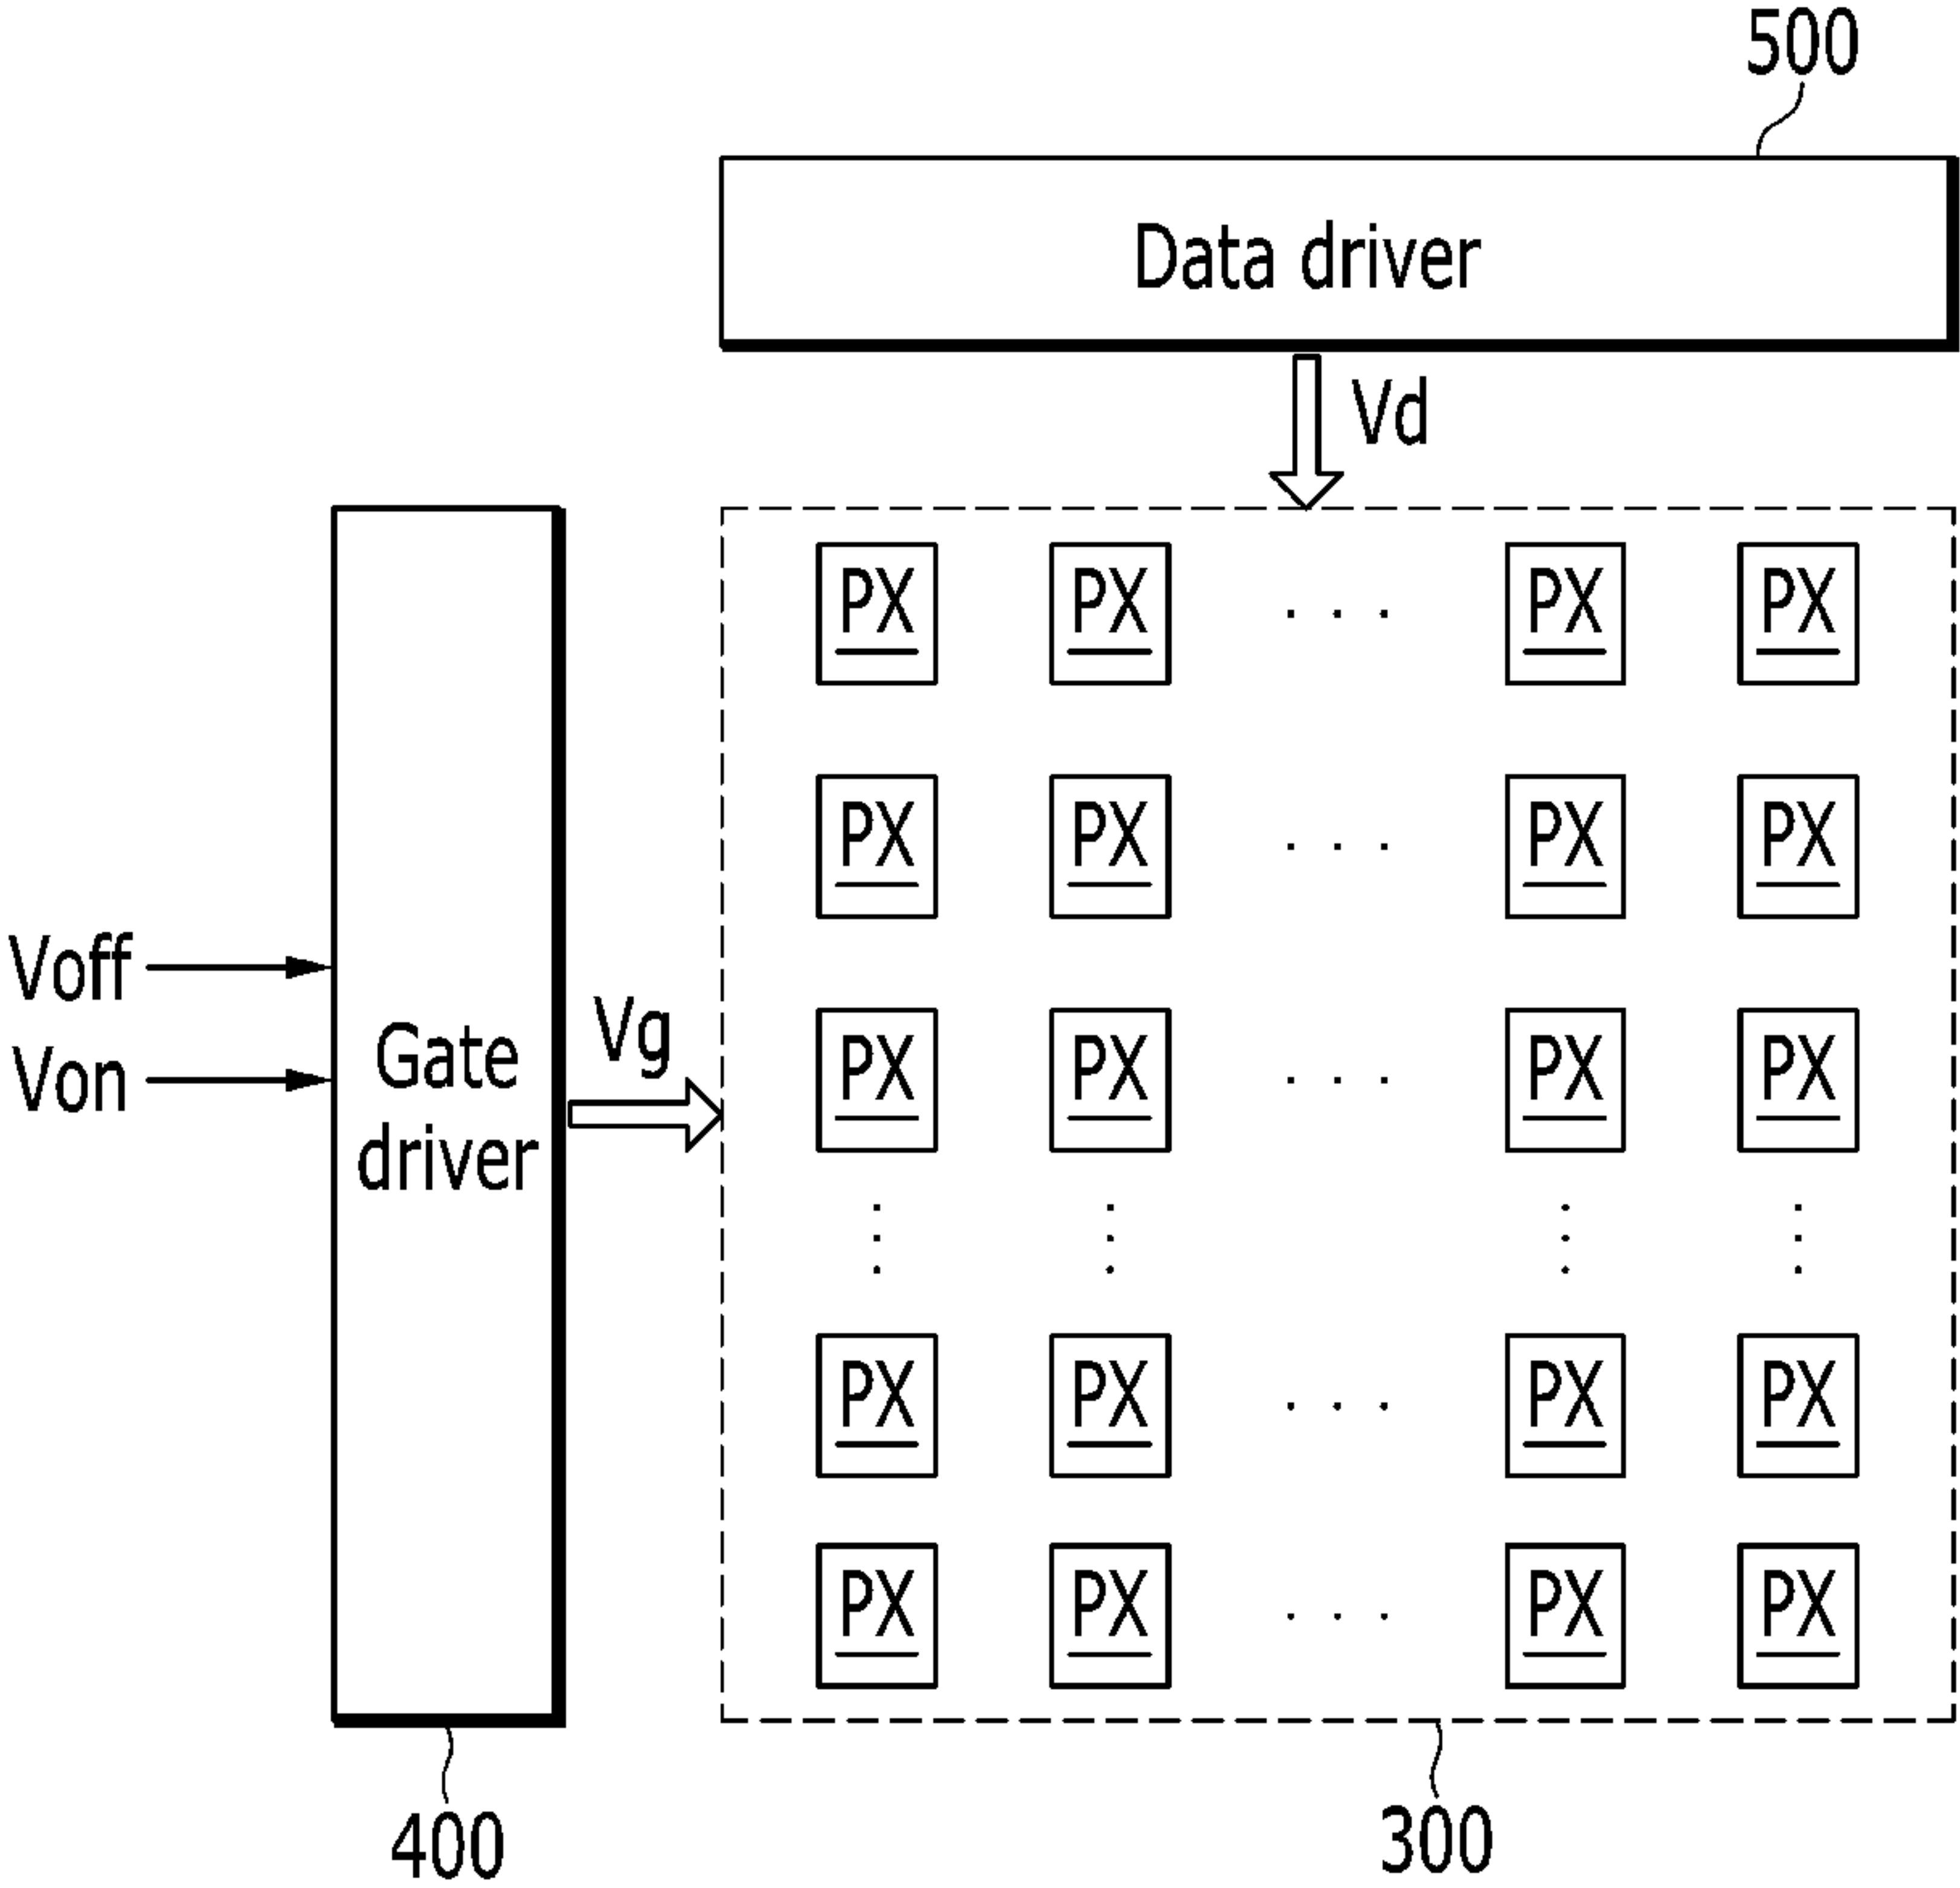 500
Data driver
Vd
PX PX . . . PX PX
PX PX . . . PX PX
Voff
Von
Gate
driver
Vg
PX PX . . . PX PX
PX PX . . . PX PX
PX PX . . . PX PX
400
300